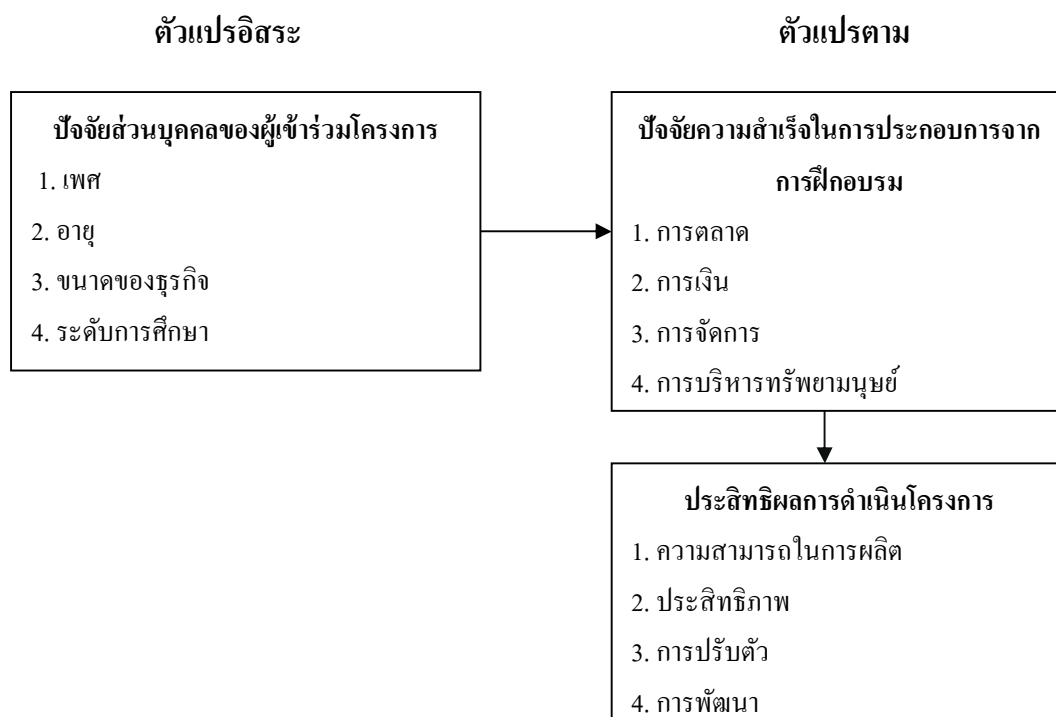 ตัวแปรอิสระ
ตัวแปรตาม
ปัจจัยส่วนบุคคลของผู้เข้าร่วมโครงการ
1. เพศ
2. อายุ
3. ขนาดของธุรกิจ
4. ระดับการศึกษา
ปัจจัยความสำเร็จในการประกอบการจาก
การฝึกอบรม
1. การตลาด
2. การเงิน
3. การจัดการ
4. การบริหารทรัพยามนุษย์
ประสิทธิผลการดำเนินโครงการ
1. ความสามารถในการผลิต
2. ประสิทธิภาพ
3. การปรับตัว
4. การพัฒนา